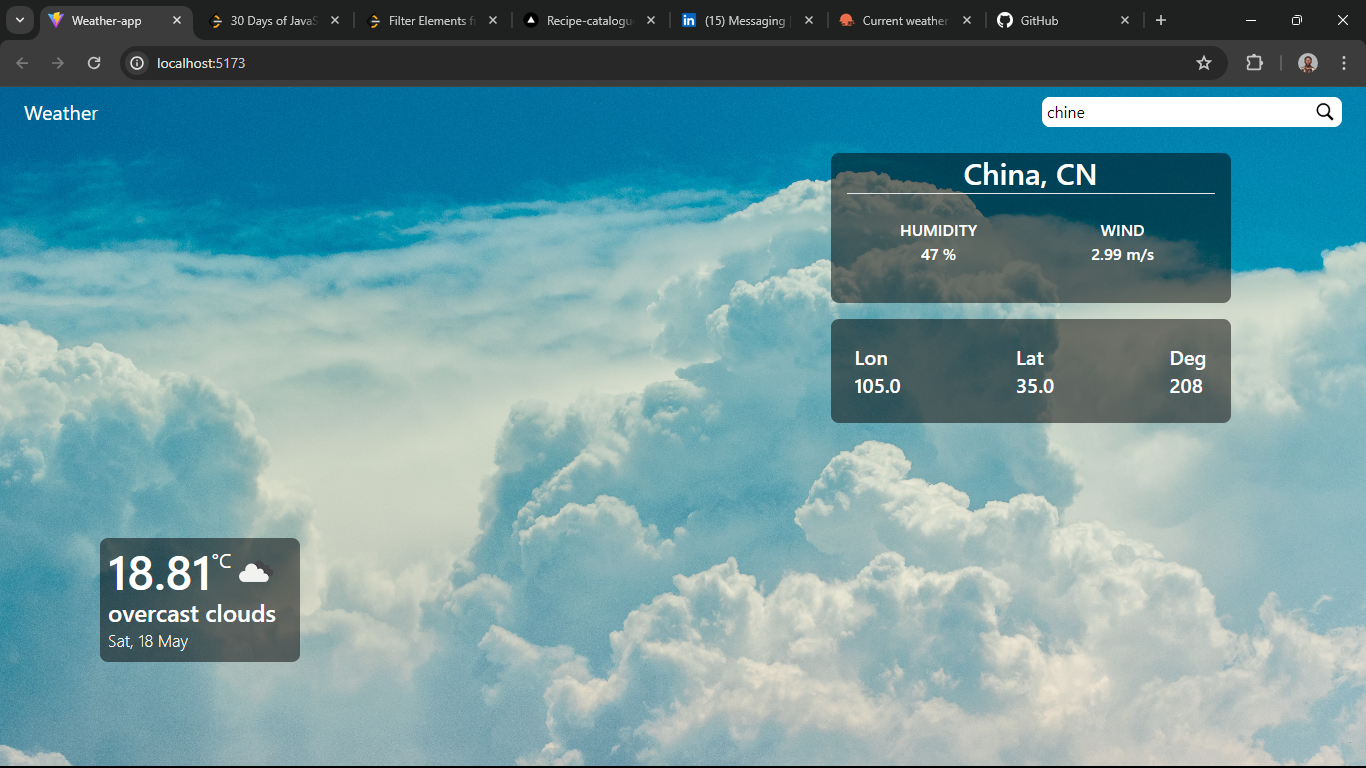 Weather-app
30 Days of JavaS
Filter Elements f
Recipe-catalogu
(15) Messaging
Current weather
GitHub
localhost:5173
Weather
chine
China, CN
HUMIDITY WIND
47 % 2.99 m/s
Lon Lat Deg
105.0 35.0 208
18.81°C
overcast clouds
Sat, 18 May